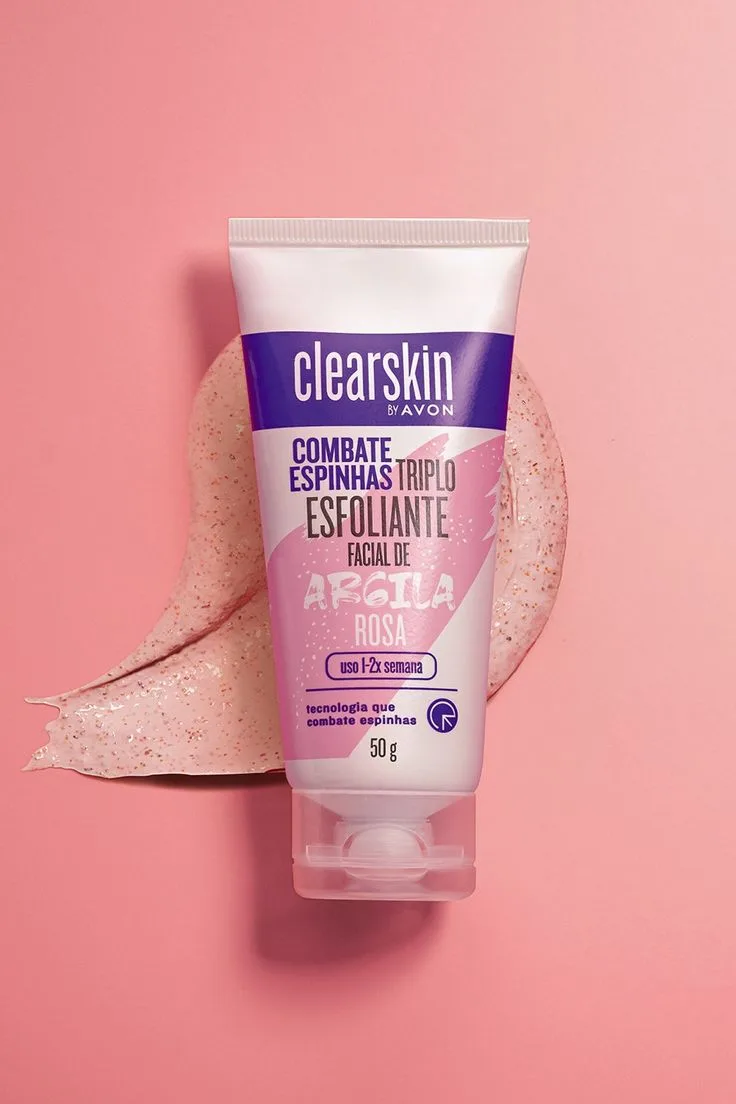 clearskin
BY AVON
COMBATE
ESPINHAS TRIPLO
ESFOLIANTE
FACIAL DE
ARGILA
ROSA
uso 1-2x semana
tecnologia que
combate espinhas
50 g